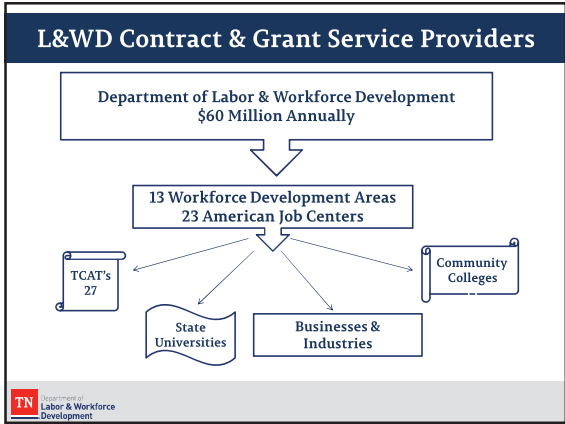 L&WD Contract & Grant Service Providers
Department of Labor & Workforce Development
$60 Million Annually
13 Workforce Development Areas
23 American Job Centers
TCAT's
27
Community
Colleges
State
Universities
Businesses &
Industries
TN
Department of
Labor & Workforce
Development